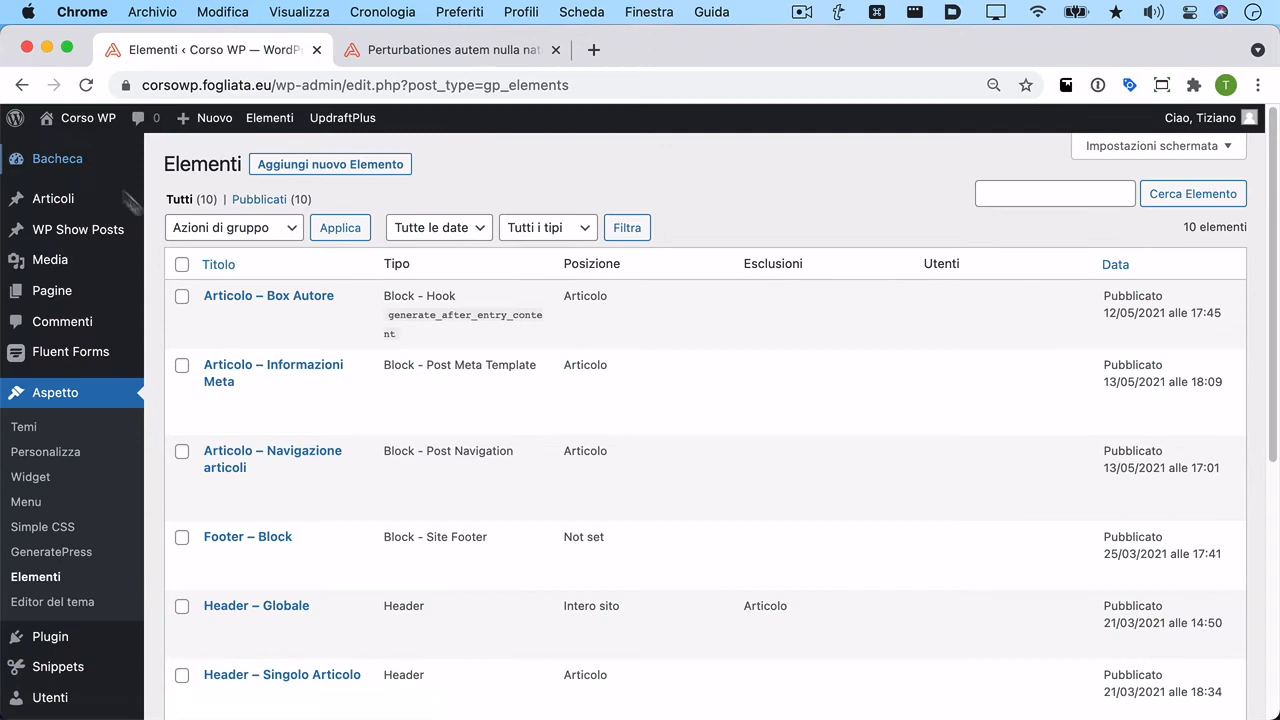 Chrome Archivio Modifica Visualizza Cronologia Preferiti Profili Scheda Finestra Guida
Elementi ‹ Corso WP — WordPr
Perturbationes autem nulla nat
corsowp.fogliata.eu/wp-admin/edit.php?post_type=gp_elements
T
Corso WP 0 Nuovo Elementi UpdraftPlus Ciao, Tiziano
Bacheca
Articoli
WP Show Posts
Media
Pagine
Commenti
Fluent Forms
Aspetto
Temi
Personalizza
Widget
Menu
Simple CSS
GeneratePress
Elementi
Editor del tema
Plugin
Snippets
Utenti
Impostazioni schermata ▼
Elementi Aggiungi nuovo Elemento
Tutti (10) | Pubblicati (10)
Cerca Elemento
Azioni di gruppo Applica Tutte le date Tutti i tipi Filtra
10 elementi
Titolo Tipo Posizione Esclusioni Utenti Data
Articolo – Box Autore Block - Hook Articolo Pubblicato
generate_after_entry_conte 12/05/2021 alle 17:45
nt
Articolo – Informazioni Block - Post Meta Template Articolo Pubblicato
Meta 13/05/2021 alle 18:09
Articolo – Navigazione Block - Post Navigation Articolo Pubblicato
articoli 13/05/2021 alle 17:01
Footer – Block Block - Site Footer Not set Pubblicato
25/03/2021 alle 17:41
Header – Globale Header Intero sito Articolo Pubblicato
21/03/2021 alle 14:50
Header – Singolo Articolo Header Articolo Pubblicato
21/03/2021 alle 18:34